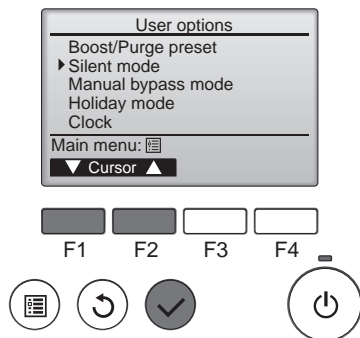 User options
Boost/Purge preset
Silent mode
Manual bypass mode
Holiday mode
Clock
Main menu:
Cursor
F1 F2 F3 F4